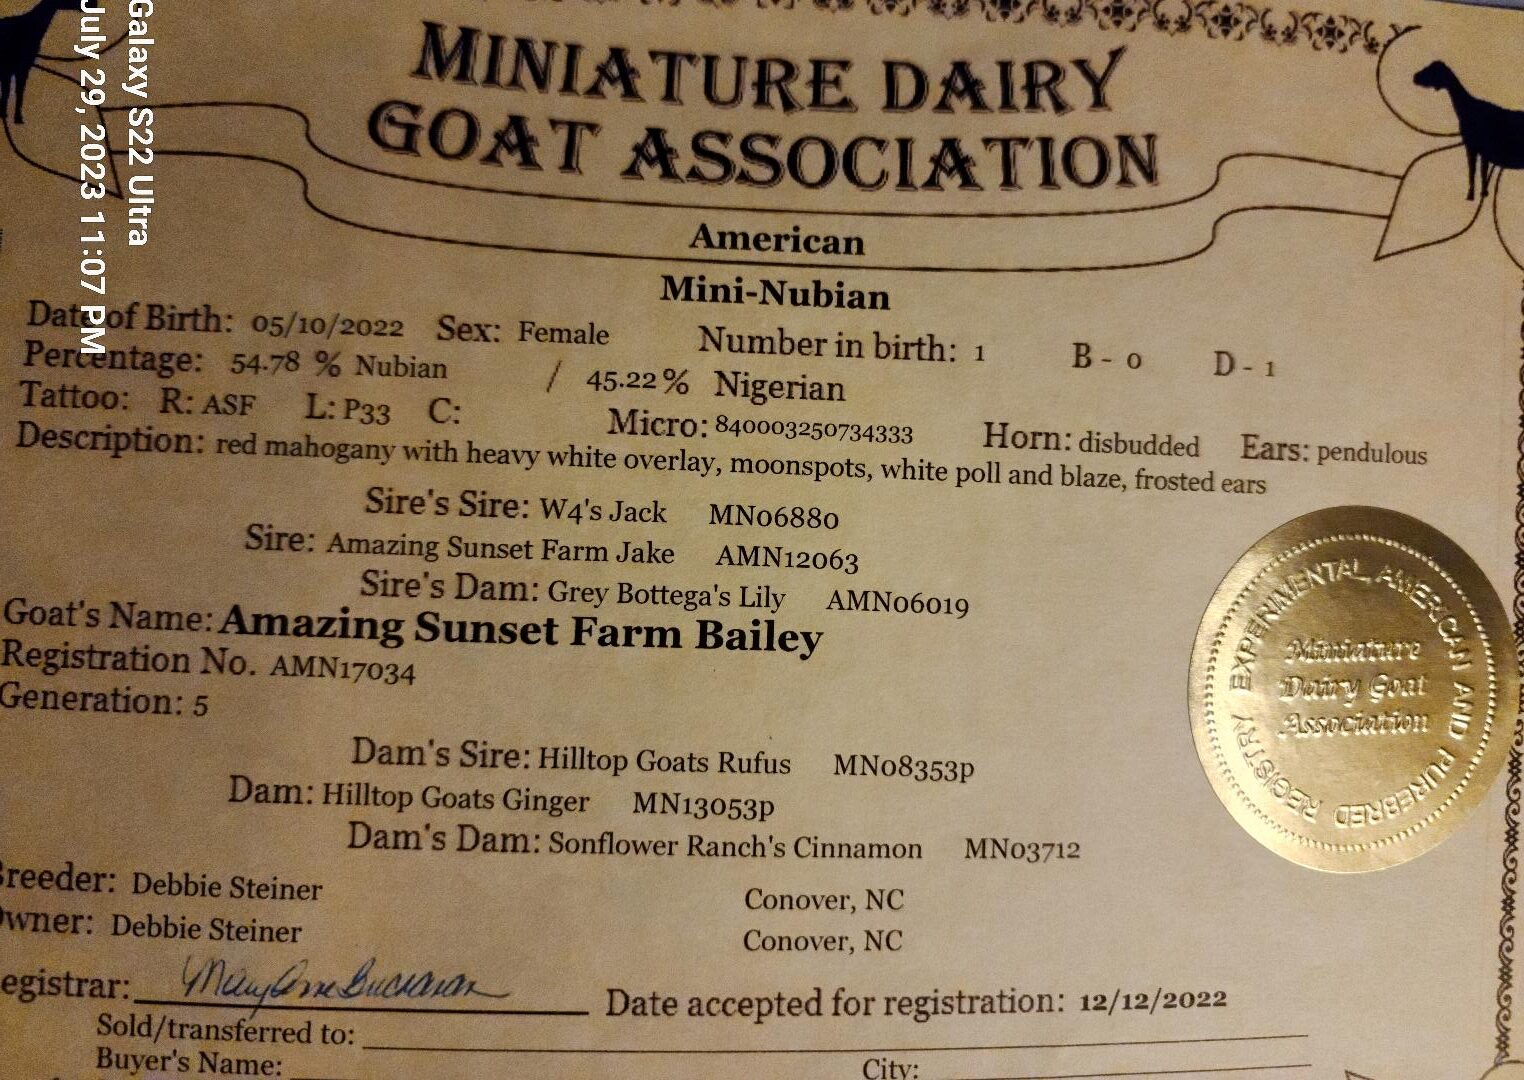 Galaxy S22 Ultra
July 29, 2023 11:07 PM
MINIATURE DAIRY
GOAT ASSOCIATION
American
Mini-Nubian
Date of Birth: 05/10/2022 Sex: Female Number in birth: 1 B - 0 D - 1
Percentage: 54.78 % Nubian / 45.22% Nigerian
Tattoo: R: ASF L: P33 C: Micro: 840003250734333 Horn: disbudded Ears: pendulous
Description: red mahogany with heavy white overlay, moonspots, white poll and blaze, frosted ears
Sire's Sire: W4's Jack MN06880
Sire: Amazing Sunset Farm Jake AMN12063
Sire's Dam: Grey Bottega's Lily AMN06019
Goat's Name: Amazing Sunset Farm Bailey
Registration No. AMN17034
Generation: 5
Dam's Sire: Hilltop Goats Rufus MN08353p
Dam: Hilltop Goats Ginger MN13053p
Dam's Dam: Sonflower Ranch's Cinnamon MN03712
Breeder: Debbie Steiner Conover, NC
Owner: Debbie Steiner Conover, NC
egistrar: MaryAnne Buchanan Date accepted for registration: 12/12/2022
Sold/transferred to:
Buyer's Name: City:
EXPERIMENTAL, AMERICAN AND PUREBRED REGISTRY
Miniature
Dairy Goat
Association